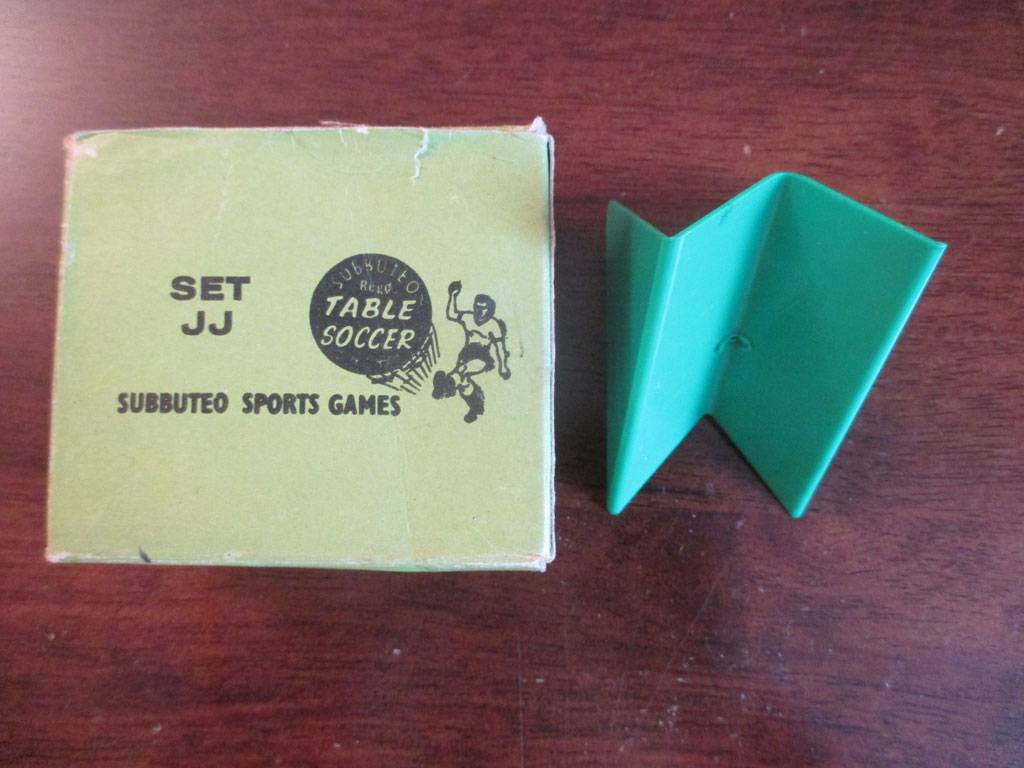 SET
JJ
SUBBUTEO
Regd
TABLE
SOCCER
SUBBUTEO SPORTS GAMES